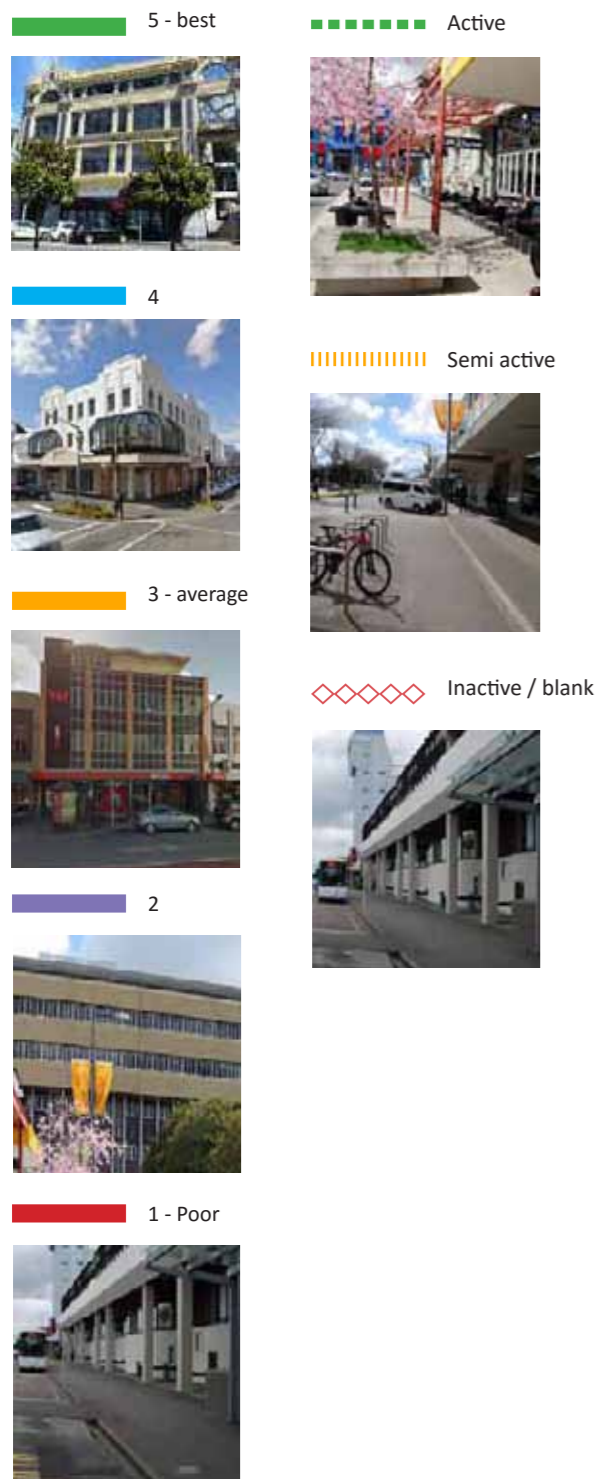 5 - best
4
3 - average
2
1 - Poor
Active
Semi active
Inactive / blank